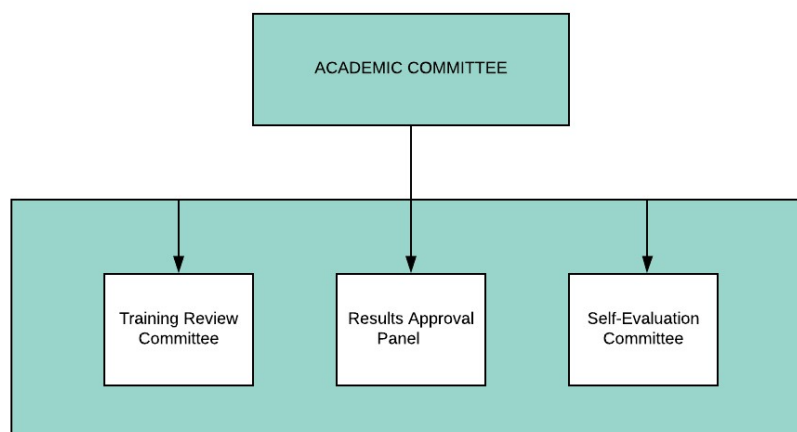 ACADEMIC COMMITTEE
Training Review
Committee
Results Approval
Panel
Self-Evaluation
Committee